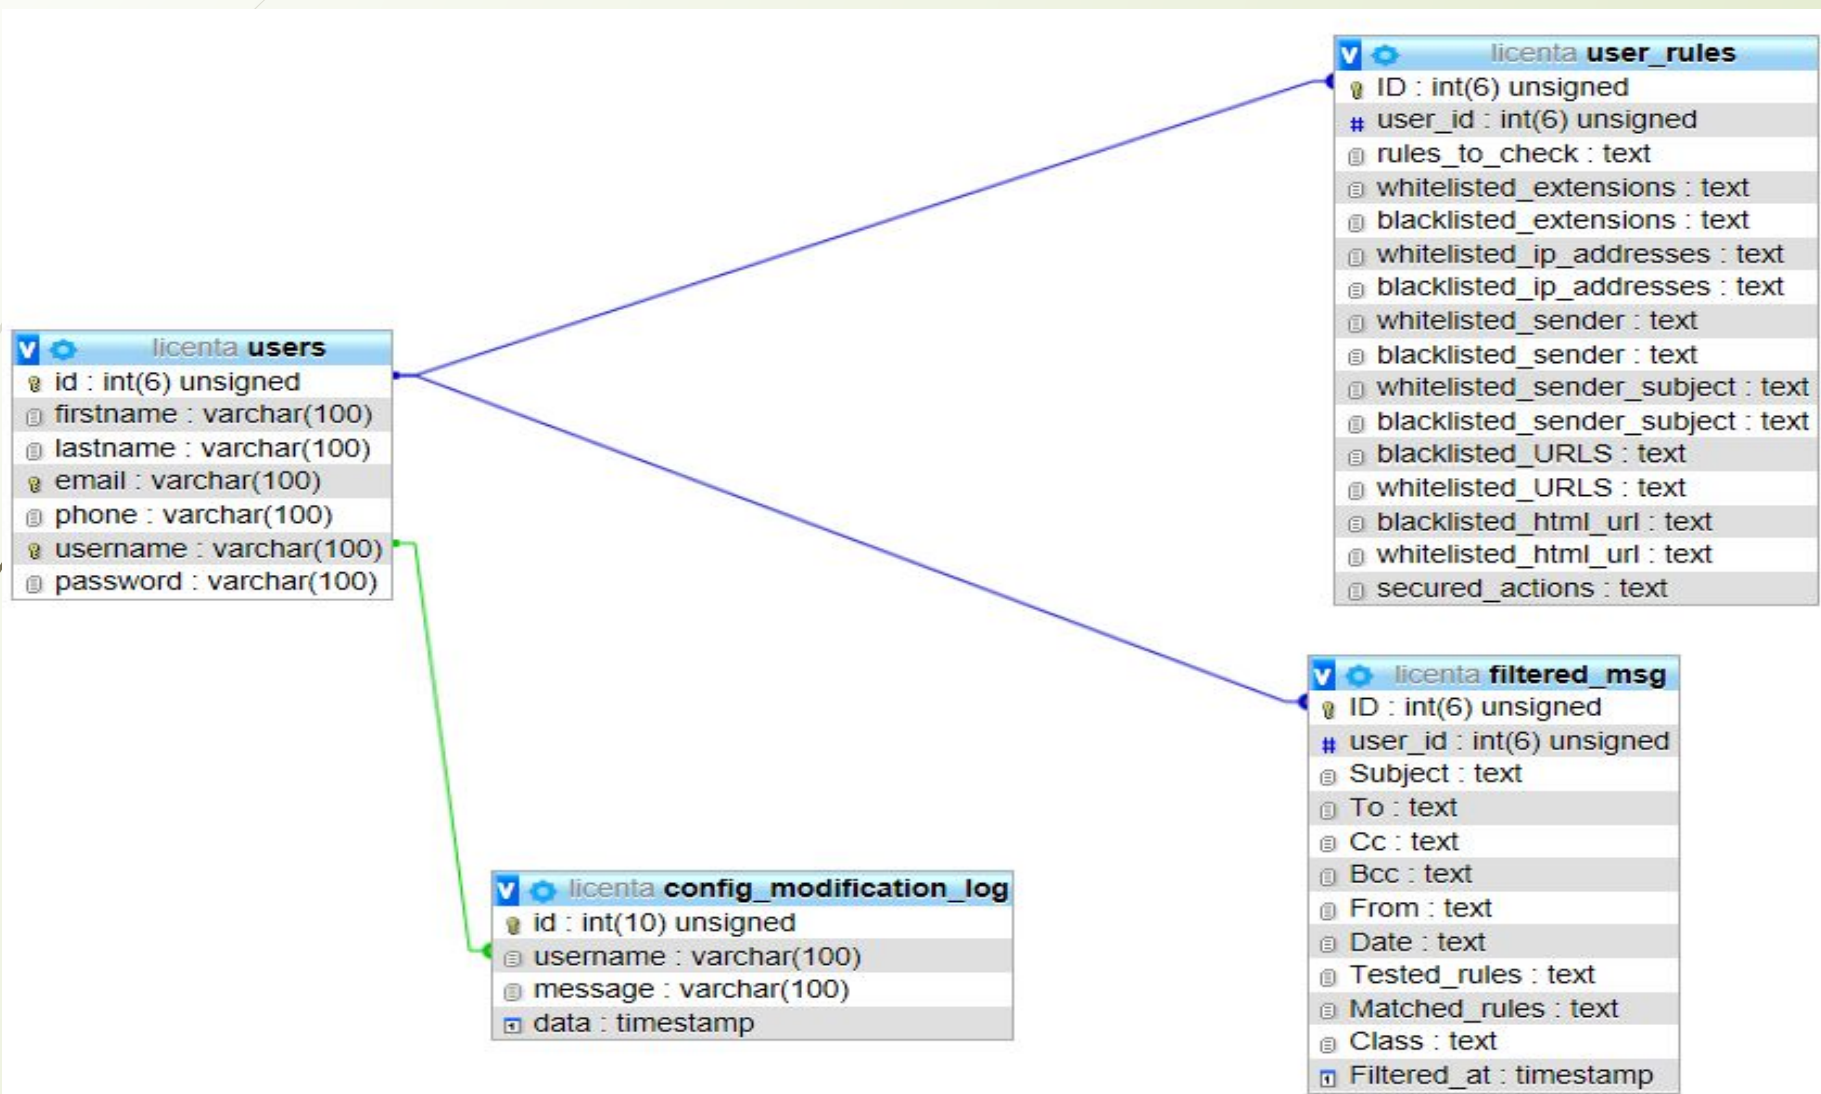 licenta users
id : int(6) unsigned
firstname : varchar(100)
lastname : varchar(100)
email : varchar(100)
phone : varchar(100)
username : varchar(100)
password : varchar(100)
licenta user_rules
ID : int(6) unsigned
# user_id : int(6) unsigned
rules_to_check : text
whitelisted_extensions : text
blacklisted_extensions : text
whitelisted_ip_addresses : text
blacklisted_ip_addresses : text
whitelisted_sender : text
blacklisted_sender : text
whitelisted_sender_subject : text
blacklisted_sender_subject : text
blacklisted_URLS : text
whitelisted_URLS : text
blacklisted_html_url : text
whitelisted_html_url : text
secured_actions : text
licenta config_modification_log
id : int(10) unsigned
username : varchar(100)
message : varchar(100)
data : timestamp
licenta filtered_msg
ID : int(6) unsigned
# user_id : int(6) unsigned
Subject : text
To : text
Cc : text
Bcc : text
From : text
Date : text
Tested_rules : text
Matched_rules : text
Class : text
Filtered_at : timestamp